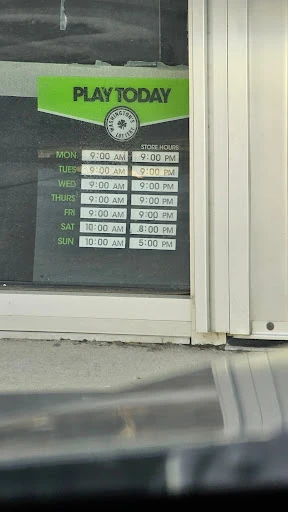 PLAY TODAY
WASHINGTON'S LOTTERY
STORE HOURS
MON 9:00 AM 9:00 PM
TUES 9:00 AM 9:00 PM
WED 9:00 AM 9:00 PM
THURS 9:00 AM 9:00 PM
FRI 9:00 AM 9:00 PM
SAT 10:00 AM 8:00 PM
SUN 10:00 AM 5:00 PM